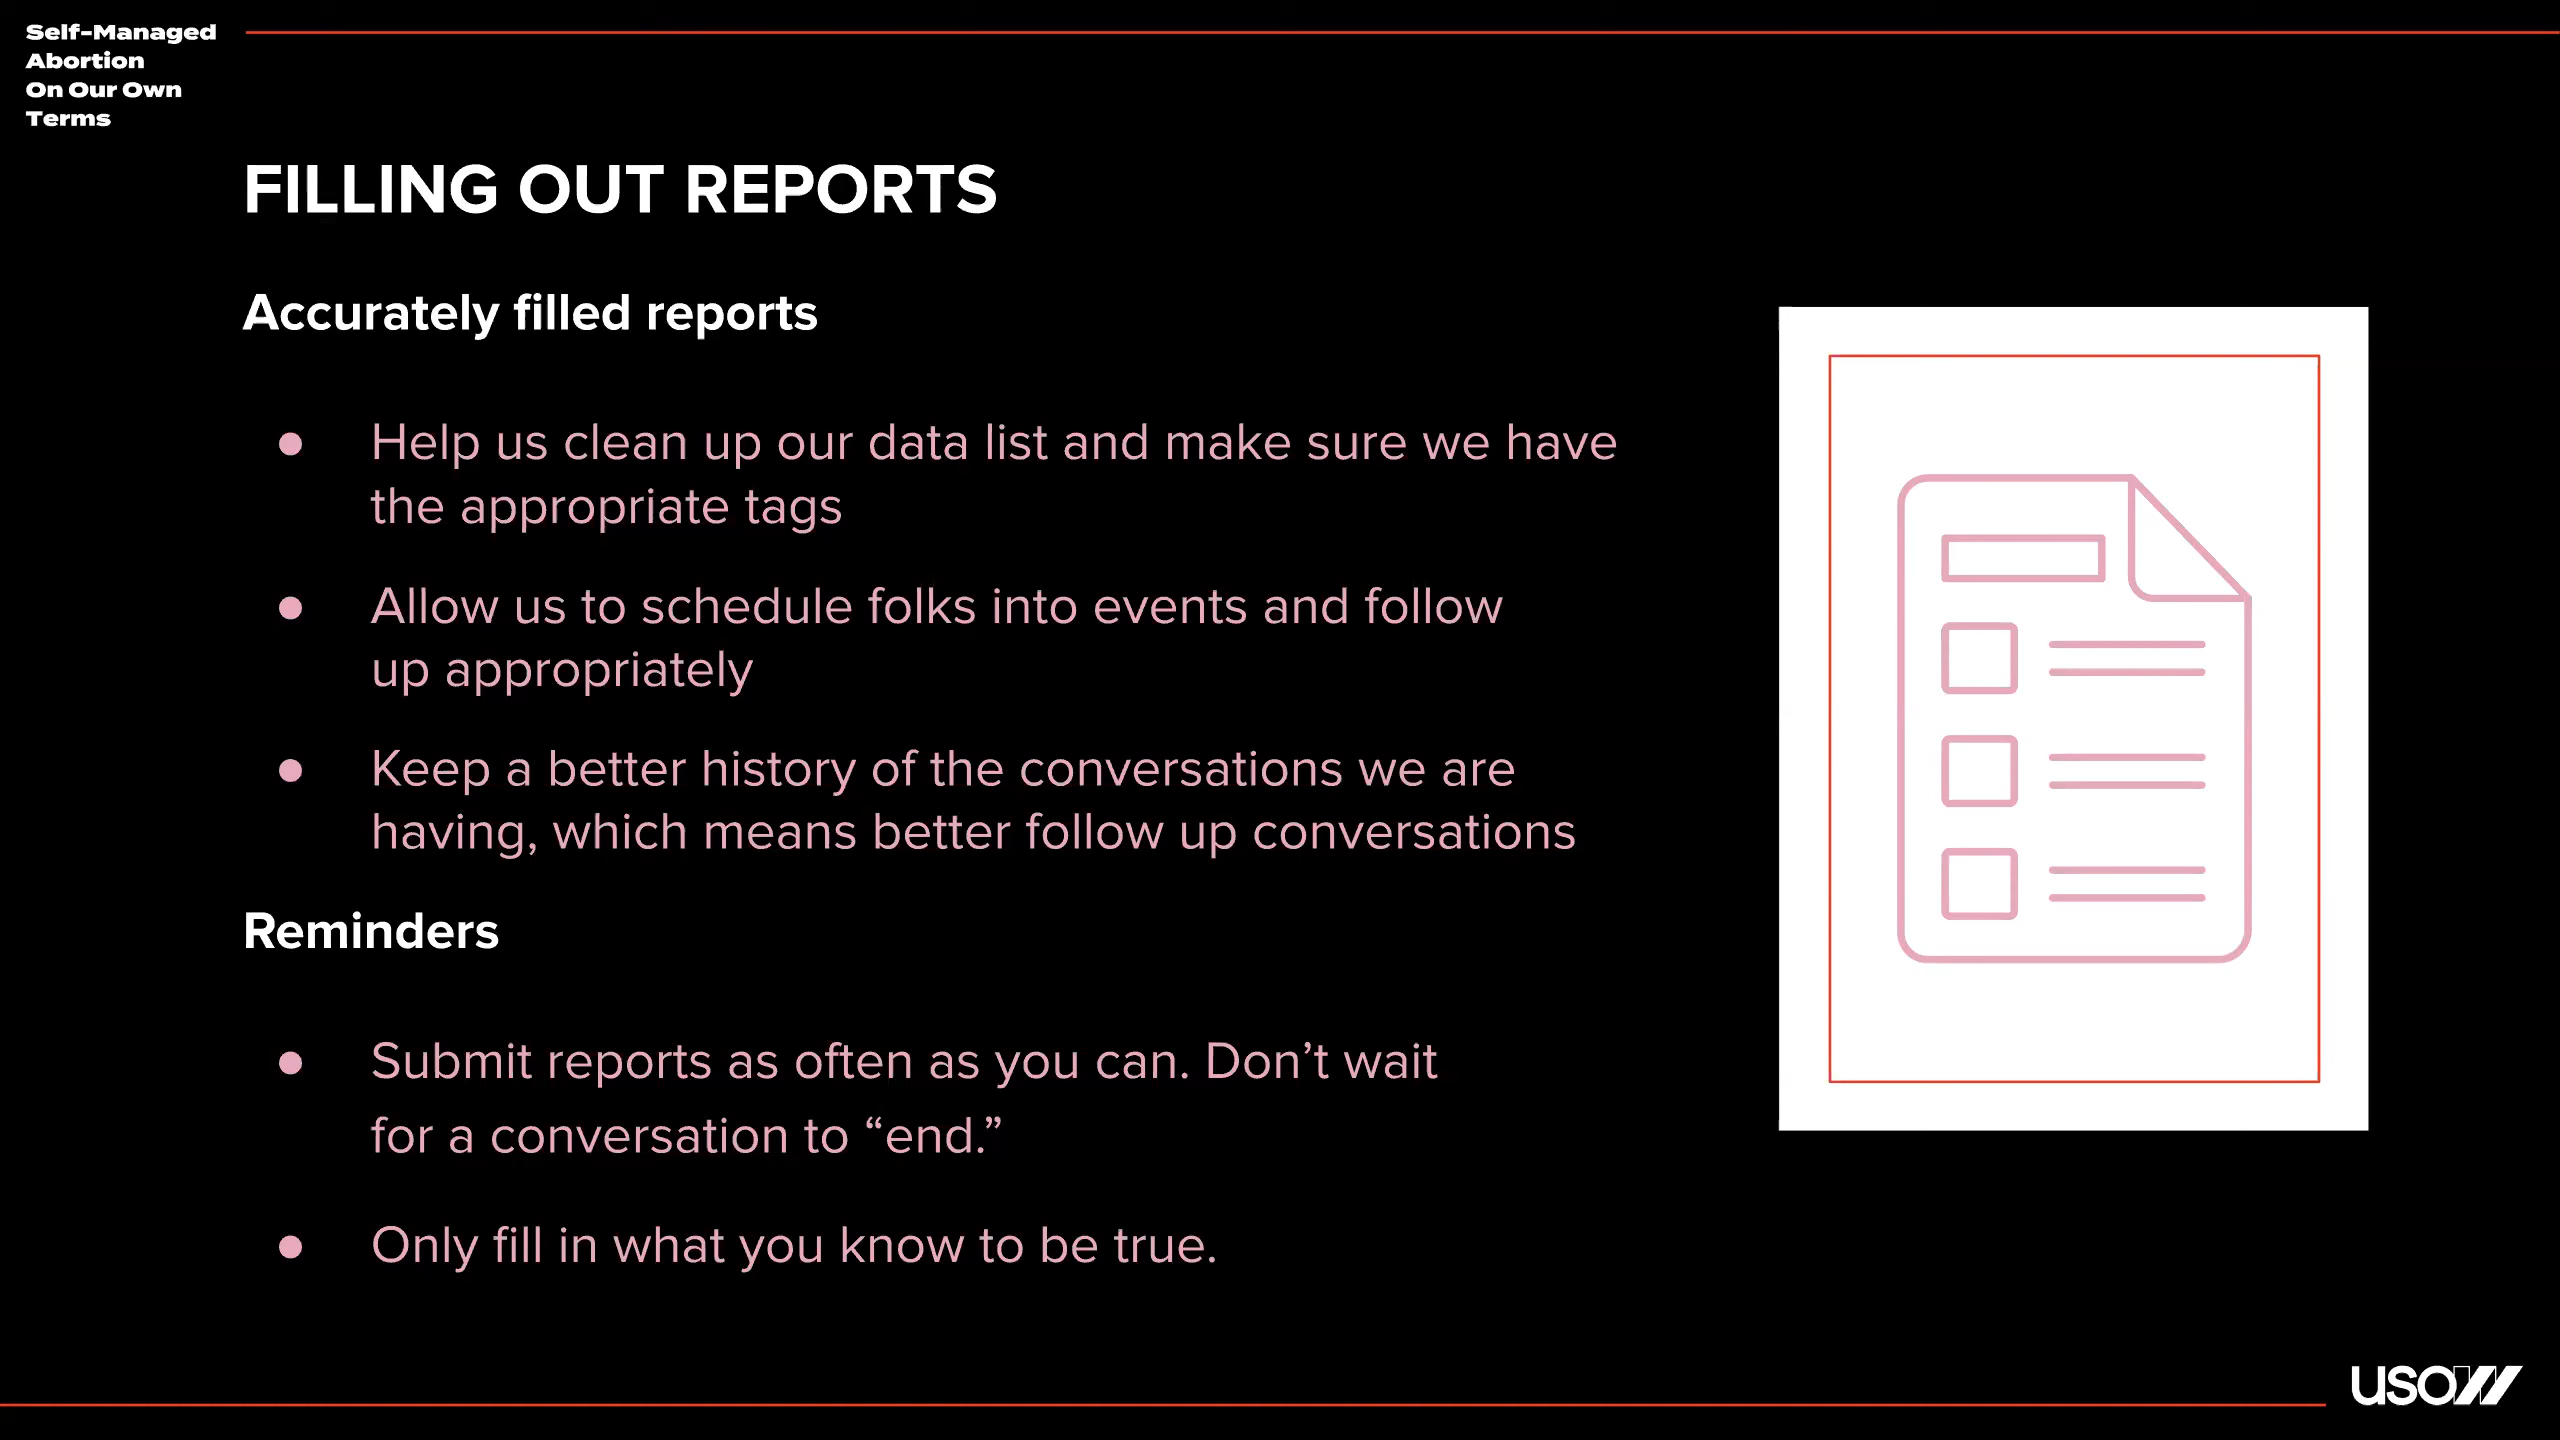 Self-Managed
Abortion
On Our Own
Terms
FILLING OUT REPORTS
Accurately filled reports
● Help us clean up our data list and make sure we have
the appropriate tags
● Allow us to schedule folks into events and follow
up appropriately
● Keep a better history of the conversations we are
having, which means better follow up conversations
Reminders
● Submit reports as often as you can. Don’t wait
for a conversation to “end.”
● Only fill in what you know to be true.
USOW